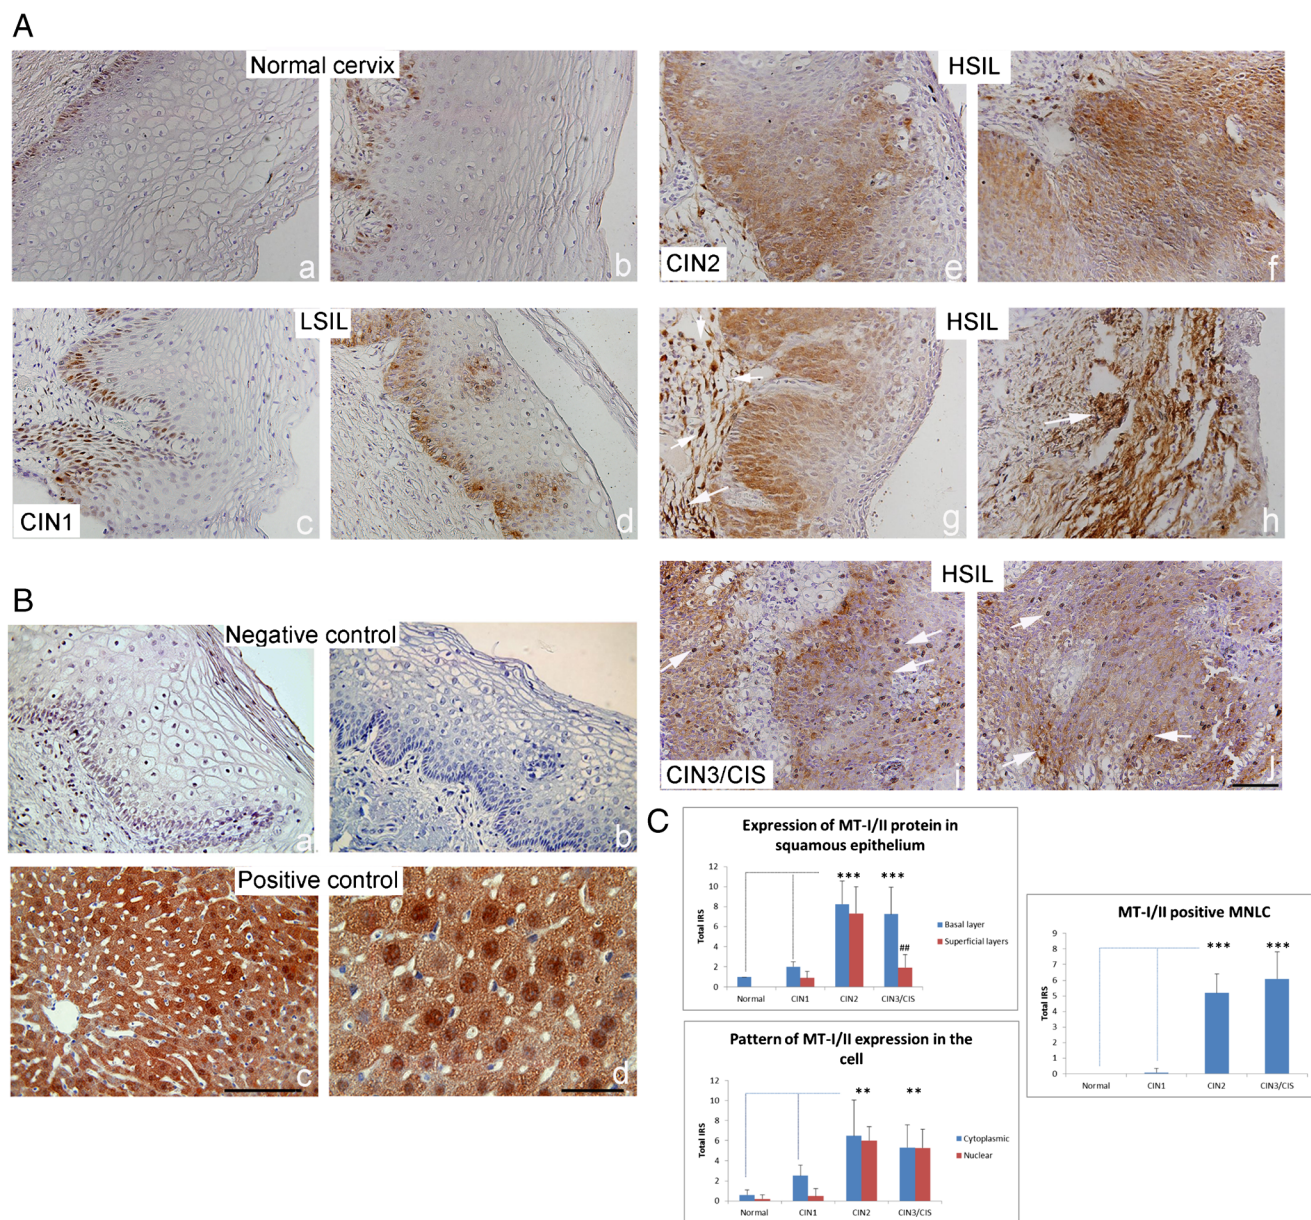 A
Normal cervix
a
b
HSIL
CIN2
e
f
LSIL
CIN1
c
d
HSIL
g
h
HSIL
CIN3/CIS
i
j
B
Negative control
a
b
Positive control
c
d
C
Expression of MT-I/II protein in
squamous epithelium
Total IRS
12
10
8
6
4
2
0
***
***
##
Normal
CIN1
CIN2
CIN3/CIS
Basal layer
Superficial layers
Pattern of MT-I/II expression in the
cell
Total IRS
12
10
8
6
4
2
0
**
**
Normal
CIN1
CIN2
CIN3/CIS
Cytoplasmic
Nuclear
MT-I/II positive MNLC
Total IRS
9
8
7
6
5
4
3
2
1
0
***
***
Normal
CIN1
CIN2
CIN3/CIS